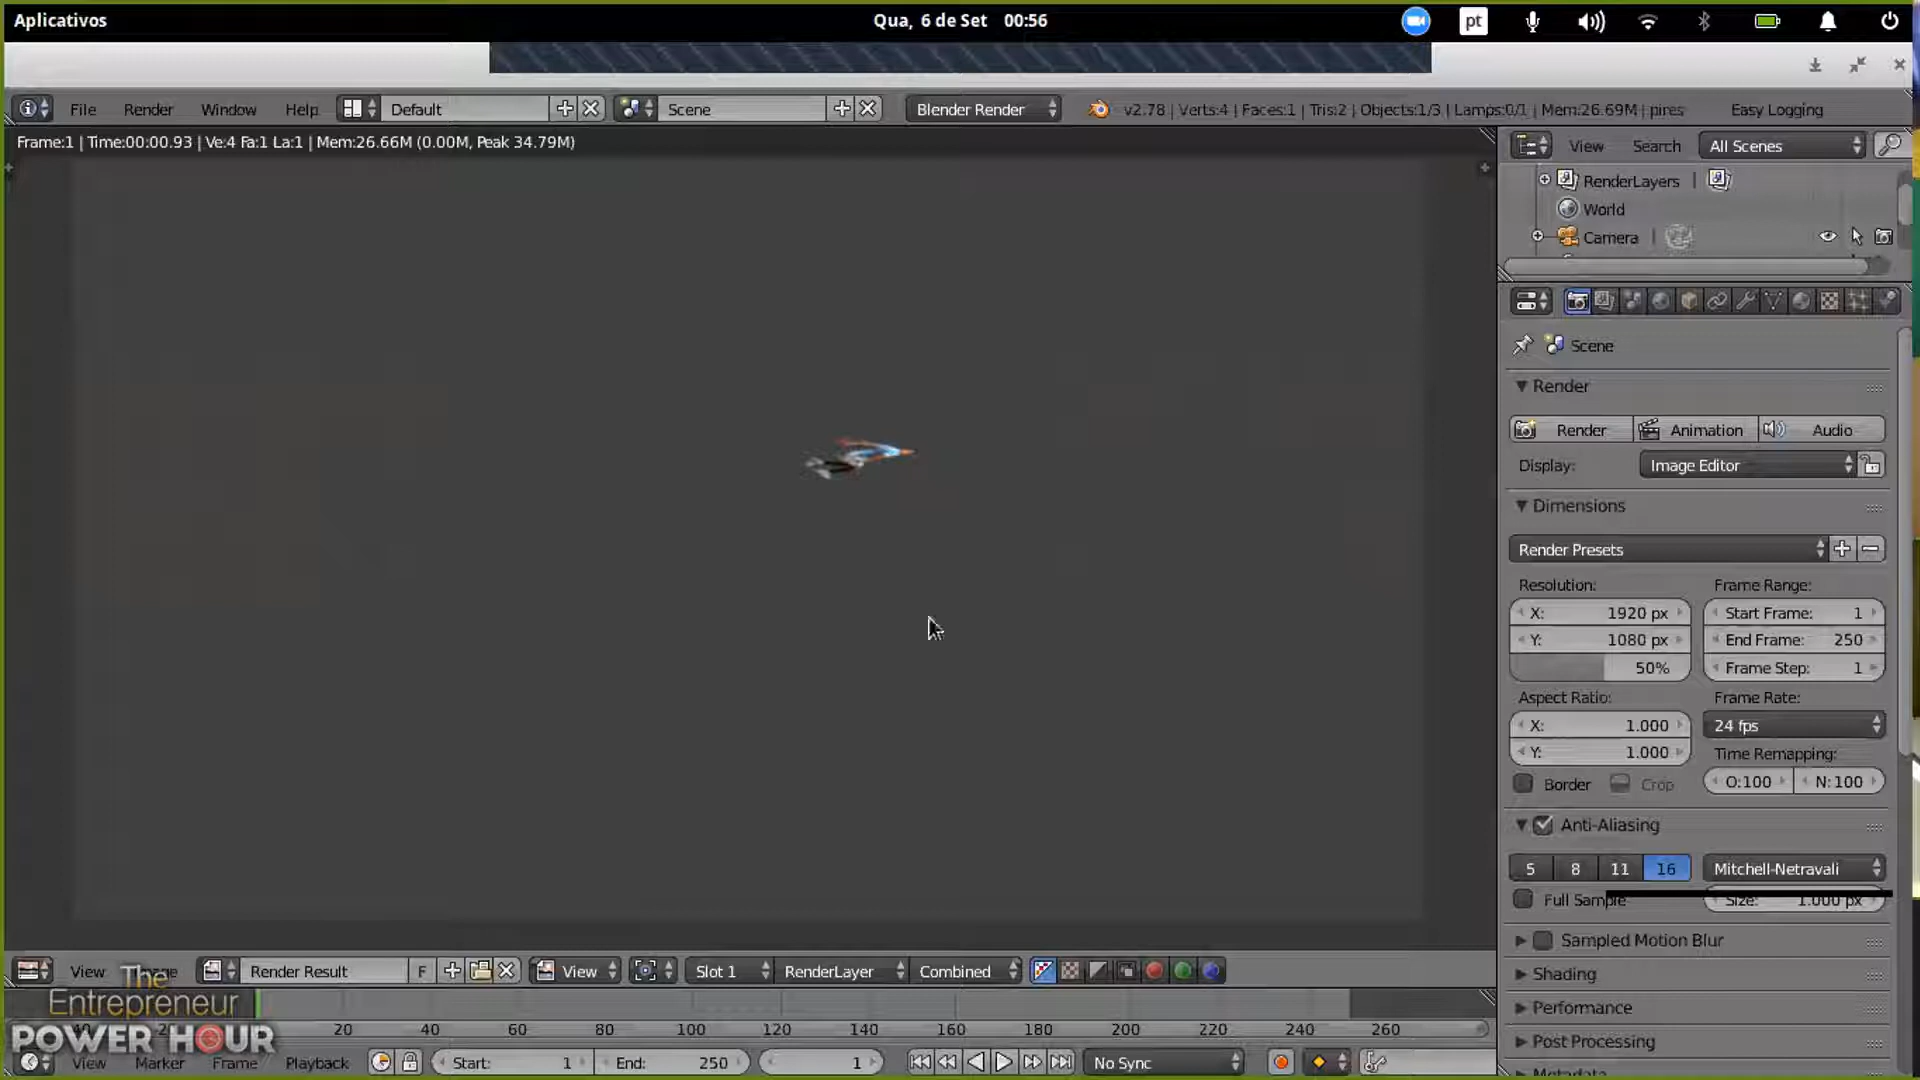 Aplicativos
Qua, 6 de Set 00:56
pt
File Render Window Help Default Scene Blender Render v2.78 | Verts:4 | Faces:1 | Tris:2 | Objects:1/3 | Lamps:0/1 | Mem:26.69M | pires Easy Logging
Frame:1 | Time:00:00.93 | Ve:4 Fa:1 La:1 | Mem:26.66M (0.00M, Peak 34.79M)
View Search All Scenes
RenderLayers |
World
Camera |
Scene
Render
Render Animation Audio
Display: Image Editor
Dimensions
Render Presets
Resolution: Frame Range:
X: 1920 px Start Frame: 1
Y: 1080 px End Frame: 250
50% Frame Step: 1
Aspect Ratio: Frame Rate:
X: 1.000 24 fps
Y: 1.000 Time Remapping:
Border Crop O:100 N:100
Anti-Aliasing
5 8 11 16 Mitchell-Netravali
Full Sample Size: 1.000 px
Sampled Motion Blur
Shading
Performance
Post Processing
Metadata
View Image Render Result F View Slot 1 RenderLayer Combined
The
Entrepreneur
POWER HOUR
20 40 60 80 100 120 140 160 180 200 220 240 260
View Marker Frame Playback Start: 1 End: 250 1 No Sync